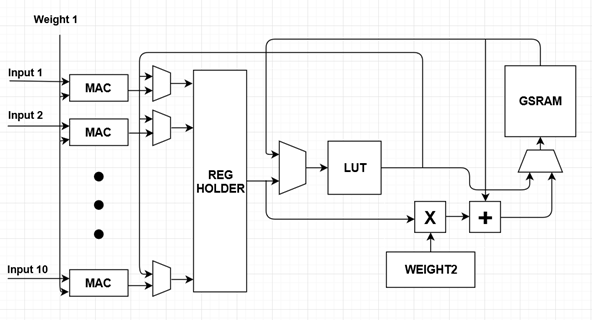 Weight 1
Input 1
MAC
Input 2
MAC
REG
HOLDER
LUT
GSRAM
X
+
WEIGHT2
Input 10
MAC